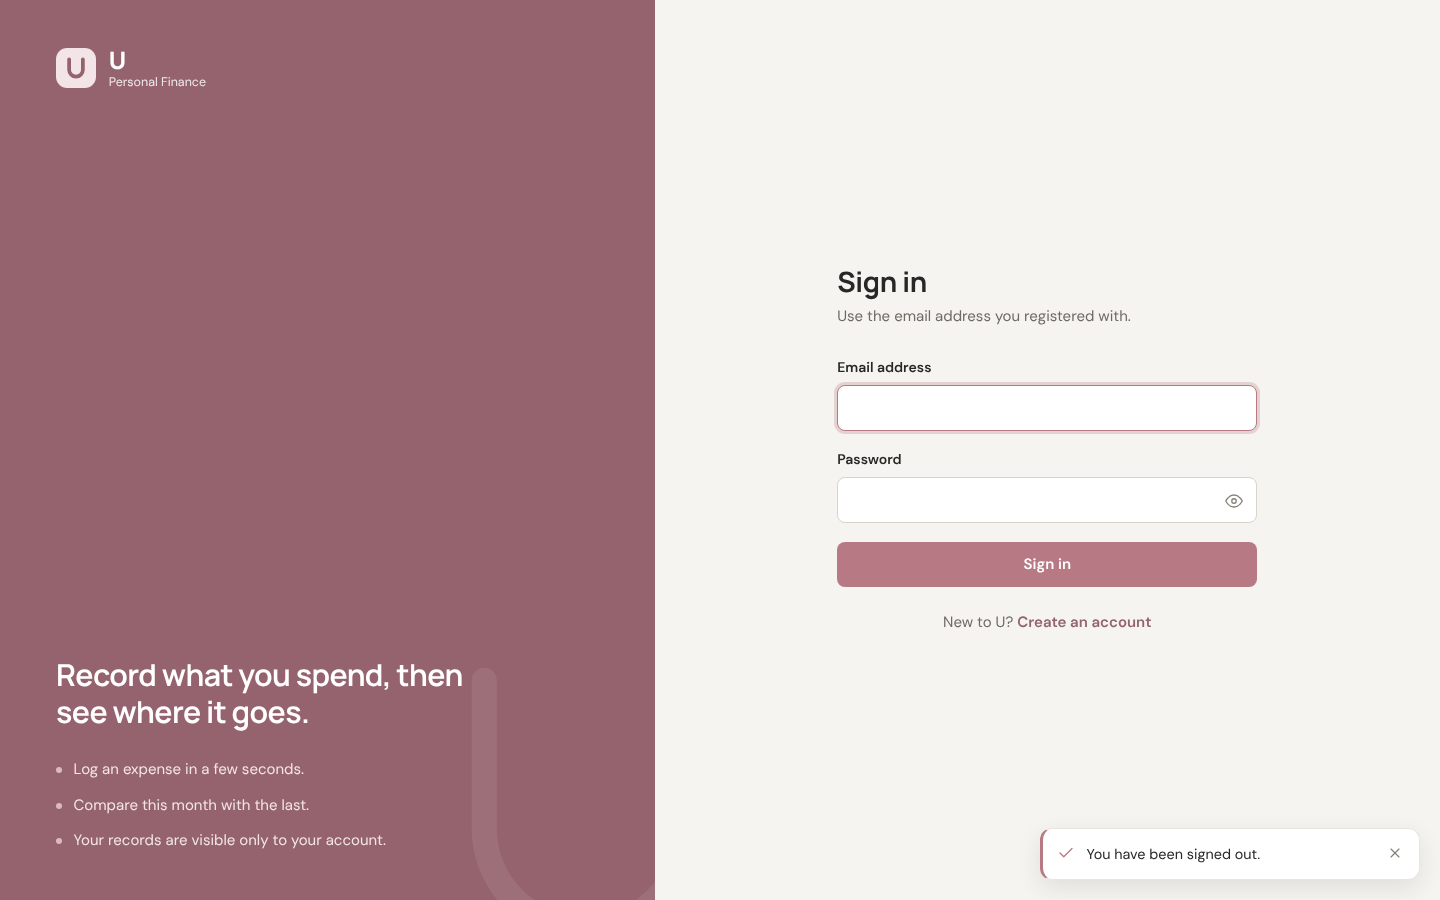 U
U
Personal Finance
Record what you spend, then
see where it goes.
Log an expense in a few seconds.
Compare this month with the last.
Your records are visible only to your account.
Sign in
Use the email address you registered with.
Email address
Password
Sign in
New to U? Create an account
You have been signed out.